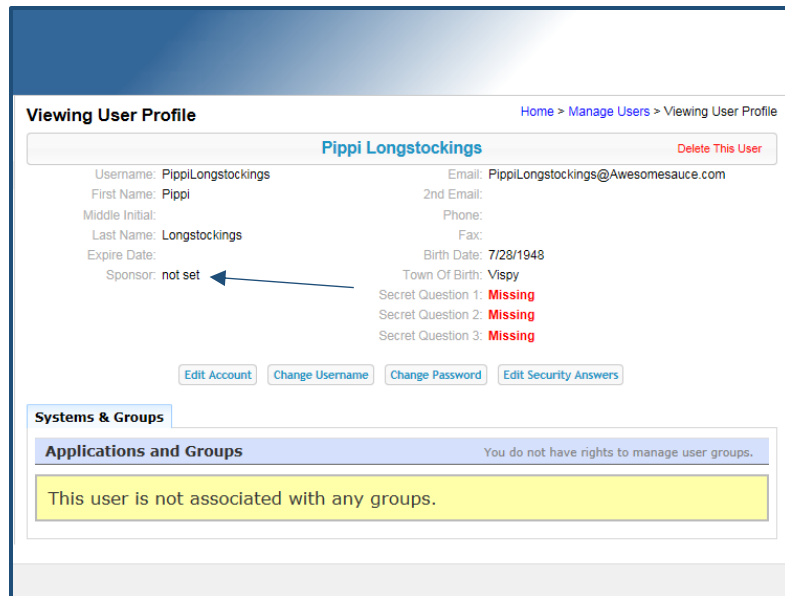 Viewing User Profile
Home > Manage Users > Viewing User Profile
Pippi Longstockings
Delete This User
Username: PippiLongstockings
Email: PippiLongstockings@Awesomesauce.com
First Name: Pippi
2nd Email:
Middle Initial:
Phone:
Last Name: Longstockings
Fax:
Expire Date:
Birth Date: 7/28/1948
Sponsor: not set
Town Of Birth: Vispy
Secret Question 1: Missing
Secret Question 2: Missing
Secret Question 3: Missing
Edit Account
Change Username
Change Password
Edit Security Answers
Systems & Groups
Applications and Groups
You do not have rights to manage user groups.
This user is not associated with any groups.